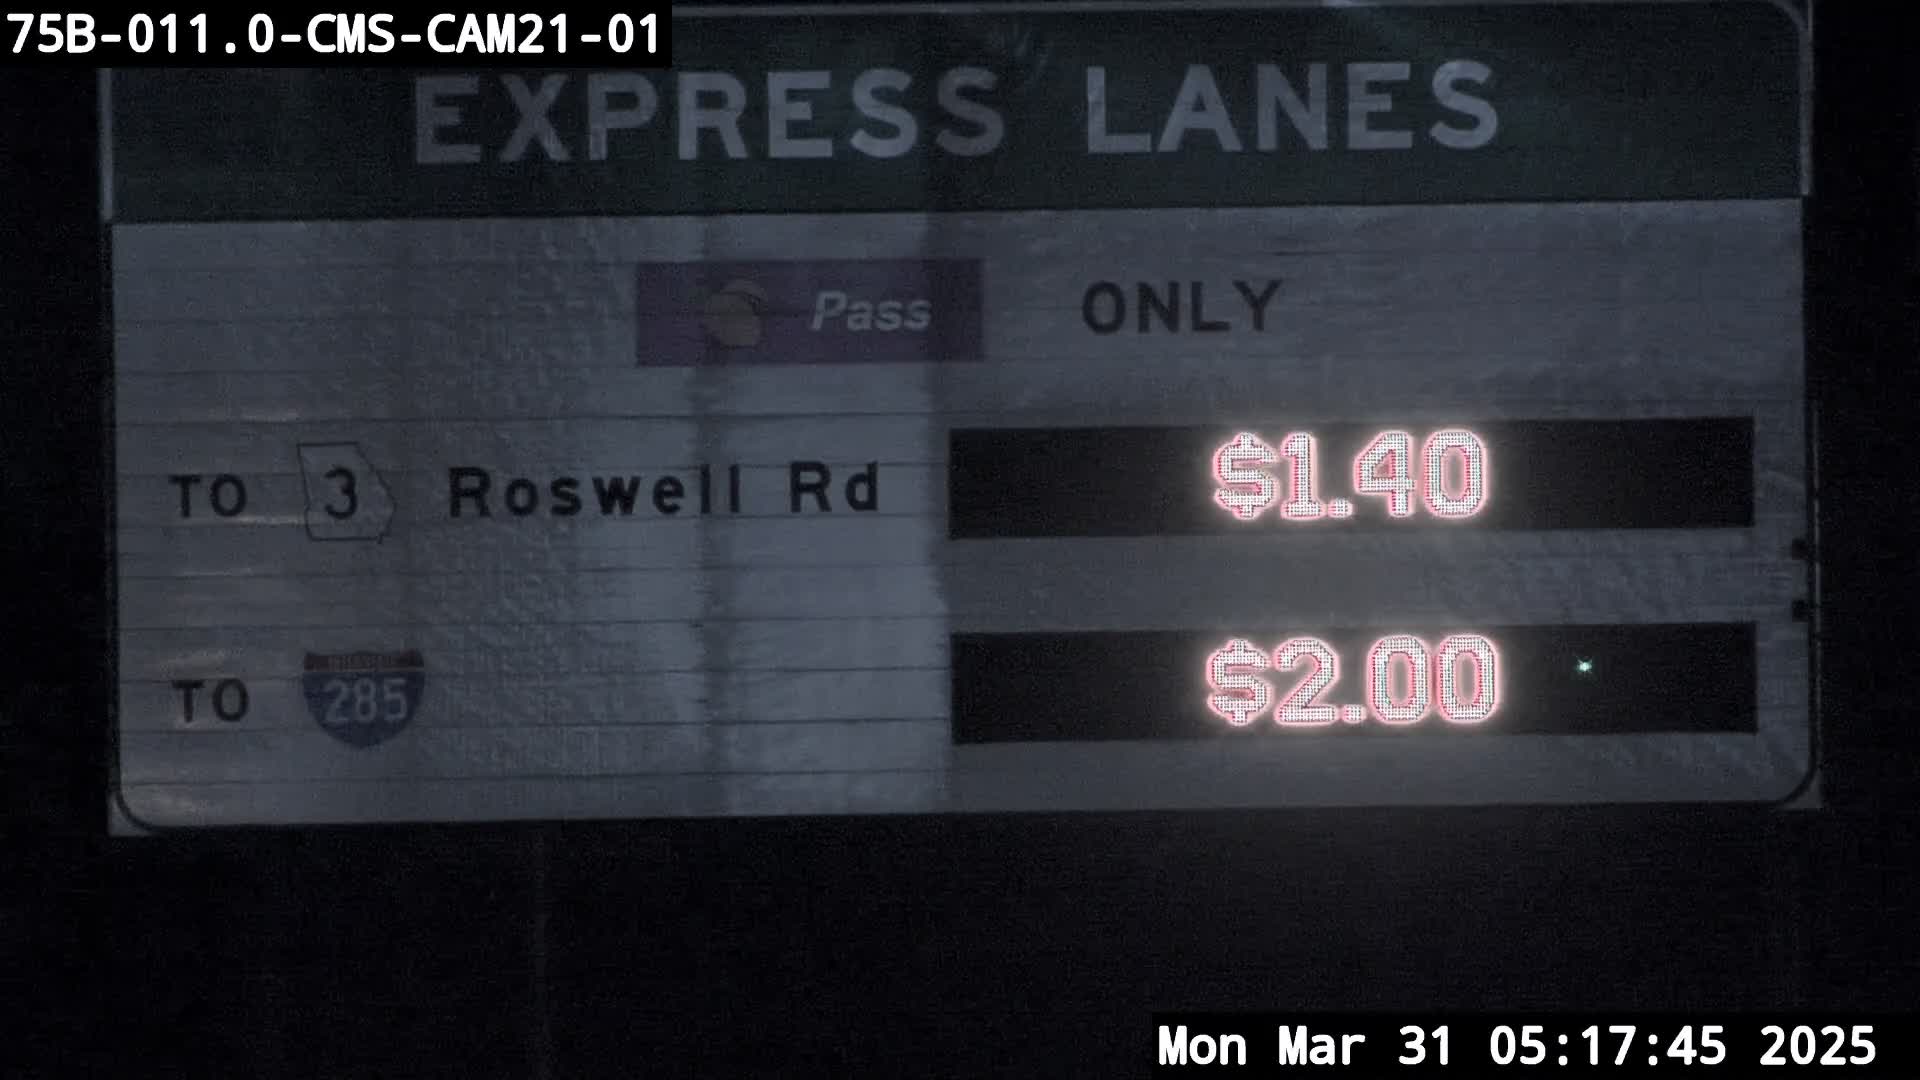 75B-011.0-CMS-CAM21-01
EXPRESS LANES
Pass ONLY
TO 3 Roswell Rd $1.40
TO INTERSTATE 285 $2.00
Mon Mar 31 05:17:45 2025